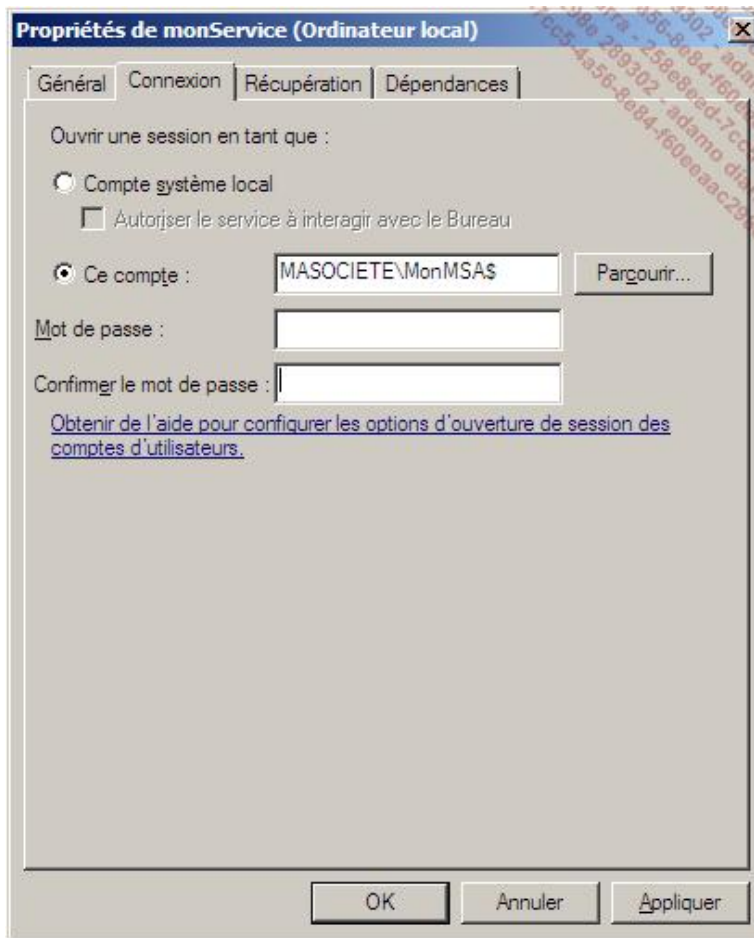 Propriétés de monService (Ordinateur local)
Général Connexion Récupération Dépendances
Ouvrir une session en tant que :
Compte système local
Autoriser le service à interagir avec le Bureau
Ce compte : MASOCIETE\MonMSA$ Parcourir...
Mot de passe :
Confirmer le mot de passe :
Obtenir de l'aide pour configurer les options d'ouverture de session des
comptes d'utilisateurs.
OK Annuler Appliquer